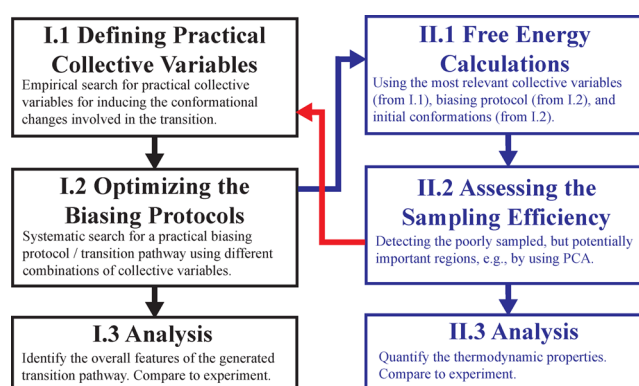 I.1 Defining Practical
Collective Variables
Empirical search for practical collective
variables for inducing the conformational
changes involved in the transition.
I.2 Optimizing the
Biasing Protocols
Systematic search for a practical biasing
protocol / transition pathway using different
combinations of collective variables.
I.3 Analysis
Identify the overall features of the generated
transition pathway. Compare to experiment.
II.1 Free Energy
Calculations
Using the most relevant collective variables
(from I.1), biasing protocol (from I.2), and
initial conformations (from I.2).
II.2 Assessing the
Sampling Efficiency
Detecting the poorly sampled, but potentially
important regions, e.g., by using PCA.
II.3 Analysis
Quantify the thermodynamic properties.
Compare to experiment.